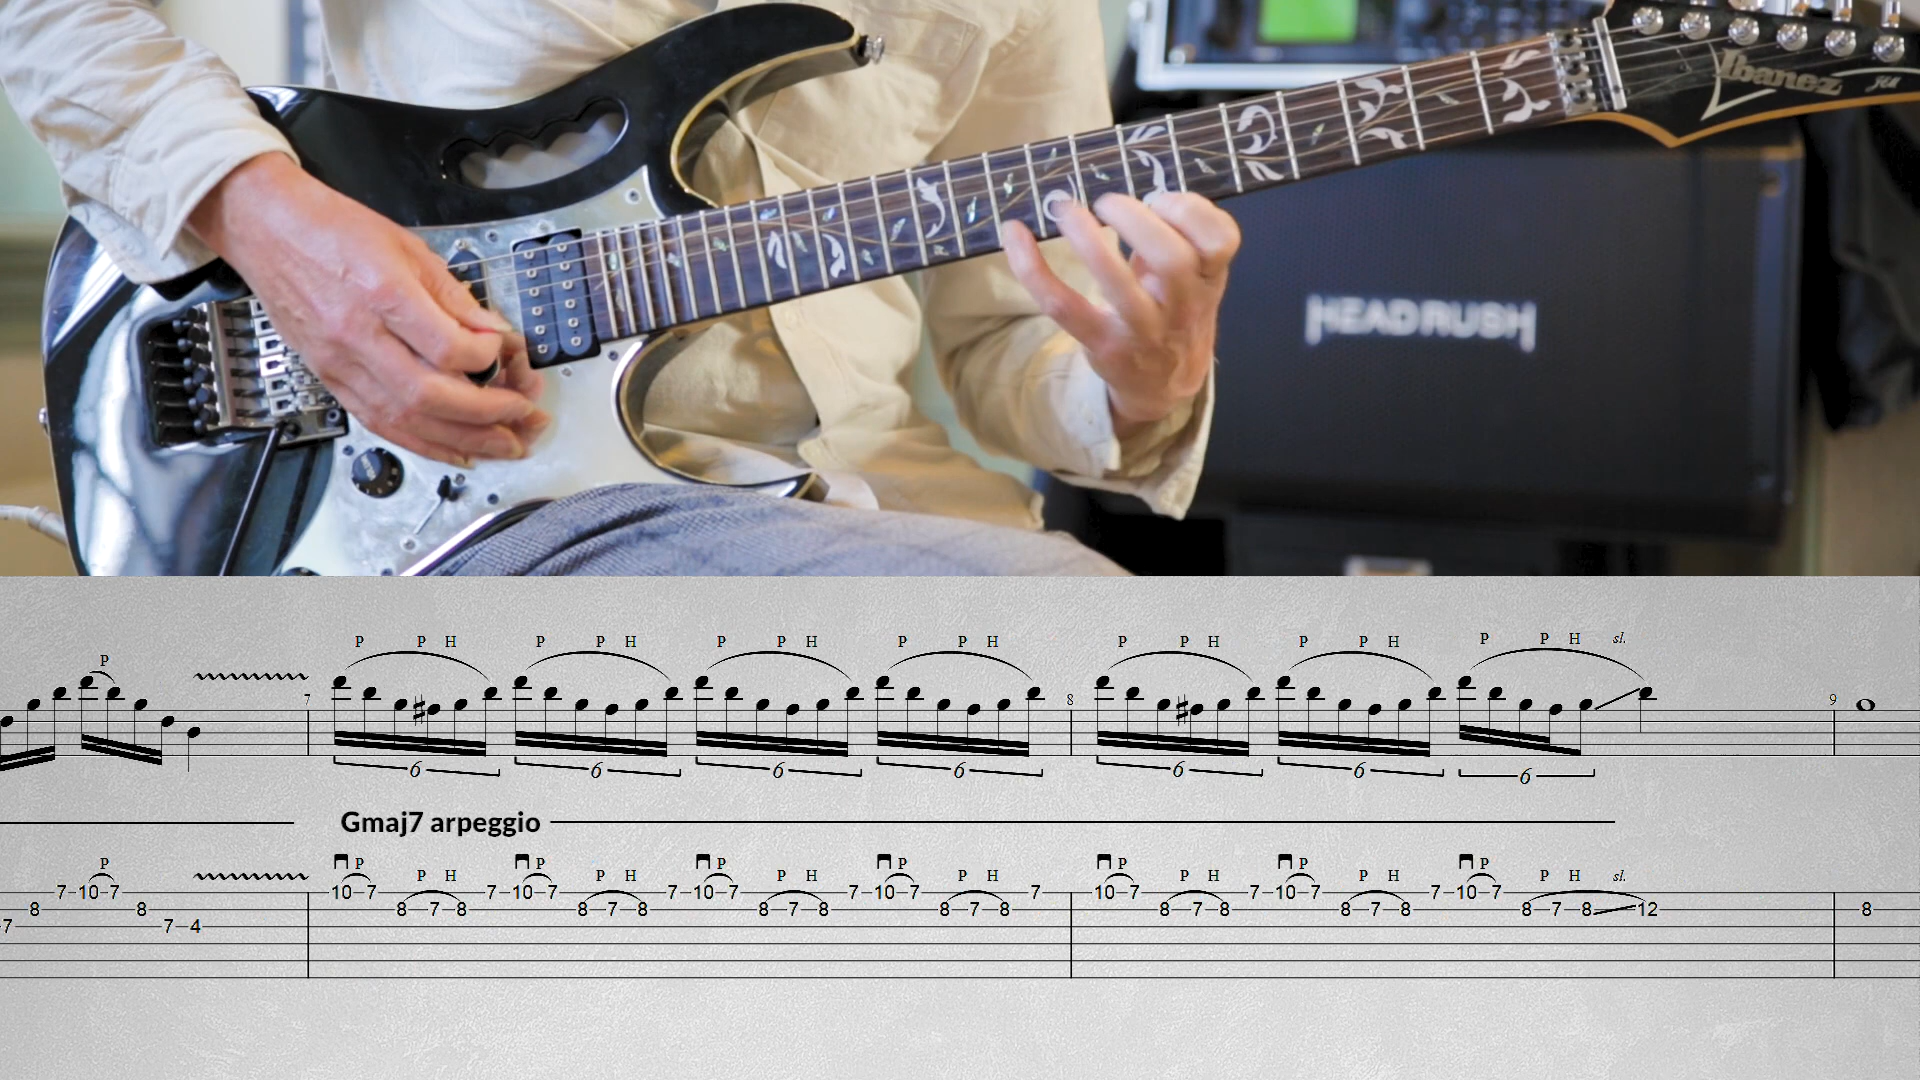 Ibanez
HEADRUSH
P P H P P H P P H P P H P P H P P H P P H sl.
P
7 8 9
6 6 6 6 6 6 6
Gmaj7 arpeggio
P P P P P P P P
P H P H P H P H P H P H P H sl.
7 10 7 10 7 7 10 7 7 10 7 7 10 7 7 10 7 7 10 7 7 10 7
8 8 8 7 8 8 7 8 8 7 8 8 7 8 8 7 8 8 7 8 8 7 8 12 8
7 7 4